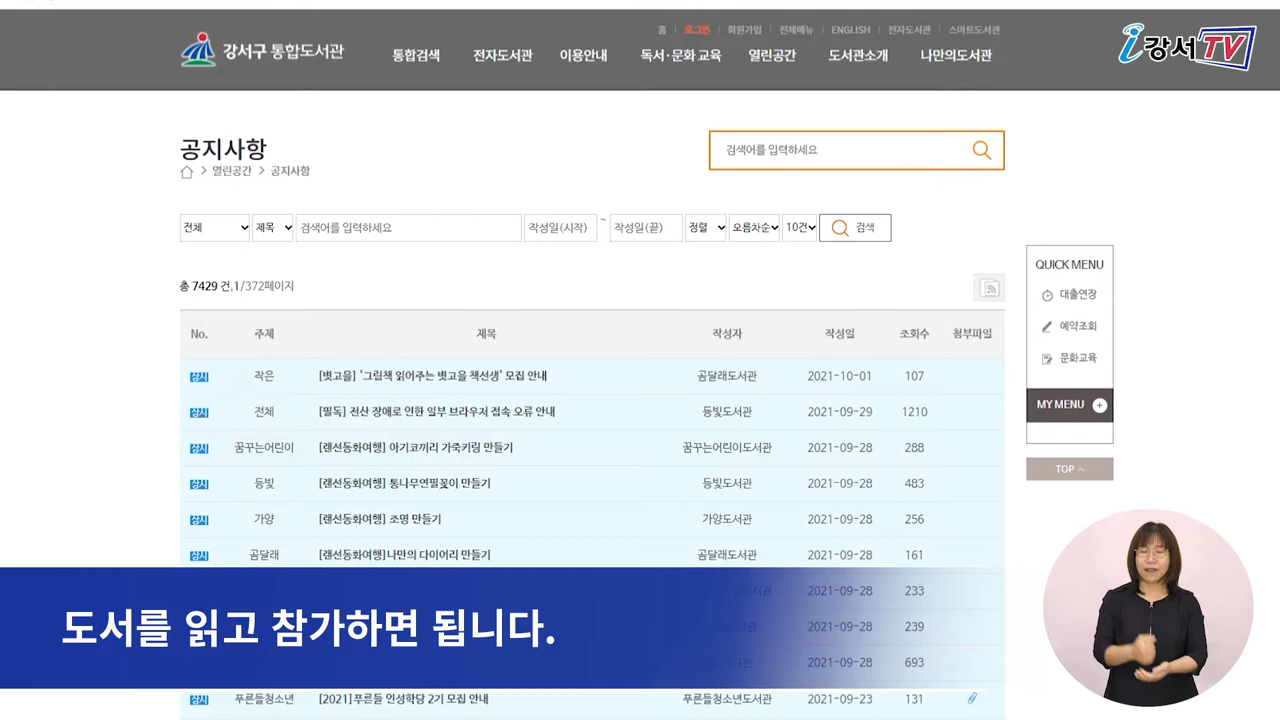 홈 로그인 회원가입 전체메뉴 ENGLISH 전자도서관 스마트도서관
강서구 통합도서관
통합검색 전자도서관 이용안내 독서·문화 교육 열린공간 도서관소개 나만의도서관
i강서TV
공지사항
검색어를 입력하세요
열린공간 > 공지사항
전체 제목 검색어를 입력하세요 작성일(시작) ~ 작성일(끝) 정렬 오름차순 10건 검색
QUICK MENU
총 7429 건.1/372페이지
대출연장
예약조회
문화교육
MY MENU
TOP
No. 주제 제목 작성자 작성일 조회수 첨부파일
상시 작은 [볏고을] '그림책 읽어주는 볏고을 책선생' 모집 안내 곰달래도서관 2021-10-01 107
상시 전체 [필독] 전산 장애로 인한 일부 브라우저 접속 오류 안내 등빛도서관 2021-09-29 1210
상시 꿈꾸는어린이 [랜선동화여행] 아기코끼리 가죽키링 만들기 꿈꾸는어린이도서관 2021-09-28 288
상시 등빛 [랜선동화여행] 통나무연필꽂이 만들기 등빛도서관 2021-09-28 483
상시 가양 [랜선동화여행] 조명 만들기 가양도서관 2021-09-28 256
상시 곰달래 [랜선동화여행]나만의 다이어리 만들기 곰달래도서관 2021-09-28 161
2021-09-28 233
도서를 읽고 참가하면 됩니다.
2021-09-28 239
2021-09-28 693
상시 푸른들청소년 [2021]푸른들 인성학당 2기 모집 안내 푸른들청소년도서관 2021-09-23 131